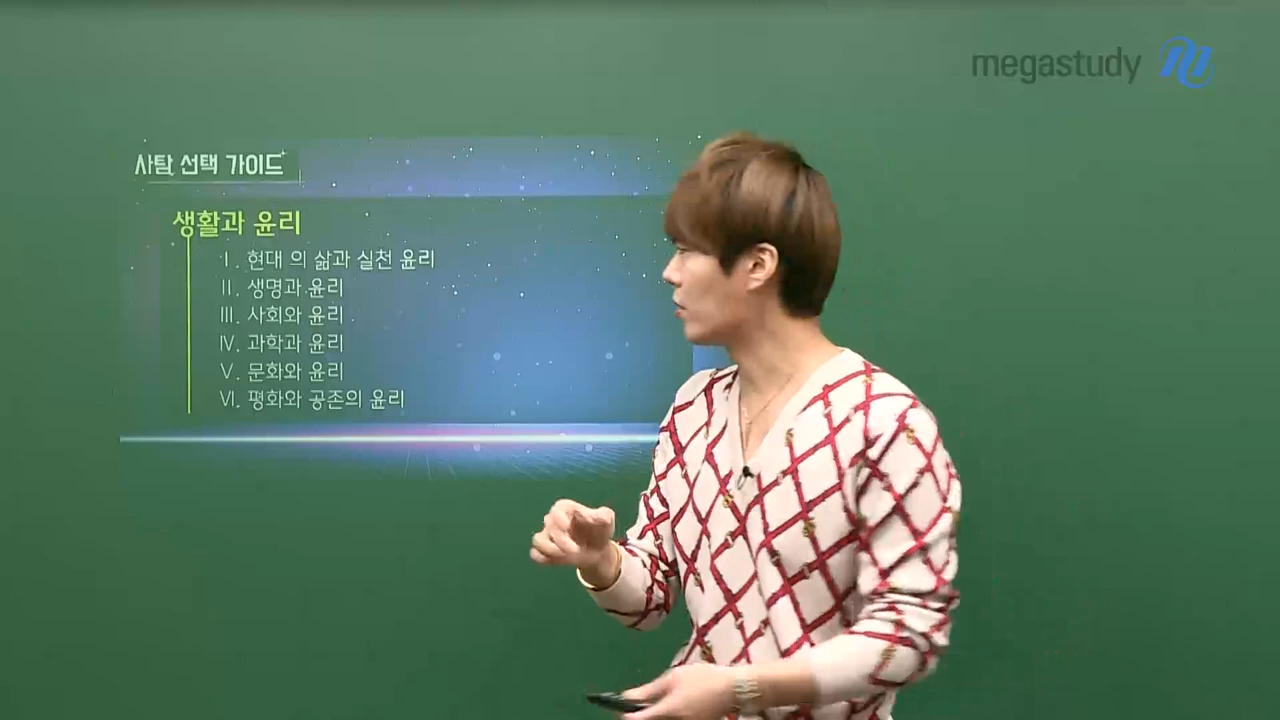 megastudy
사탐 선택 가이드
생활과 윤리
Ⅰ. 현대 의 삶과 실천 윤리
Ⅱ. 생명과 윤리
Ⅲ. 사회와 윤리
Ⅳ. 과학과 윤리
Ⅴ. 문화와 윤리
Ⅵ. 평화와 공존의 윤리